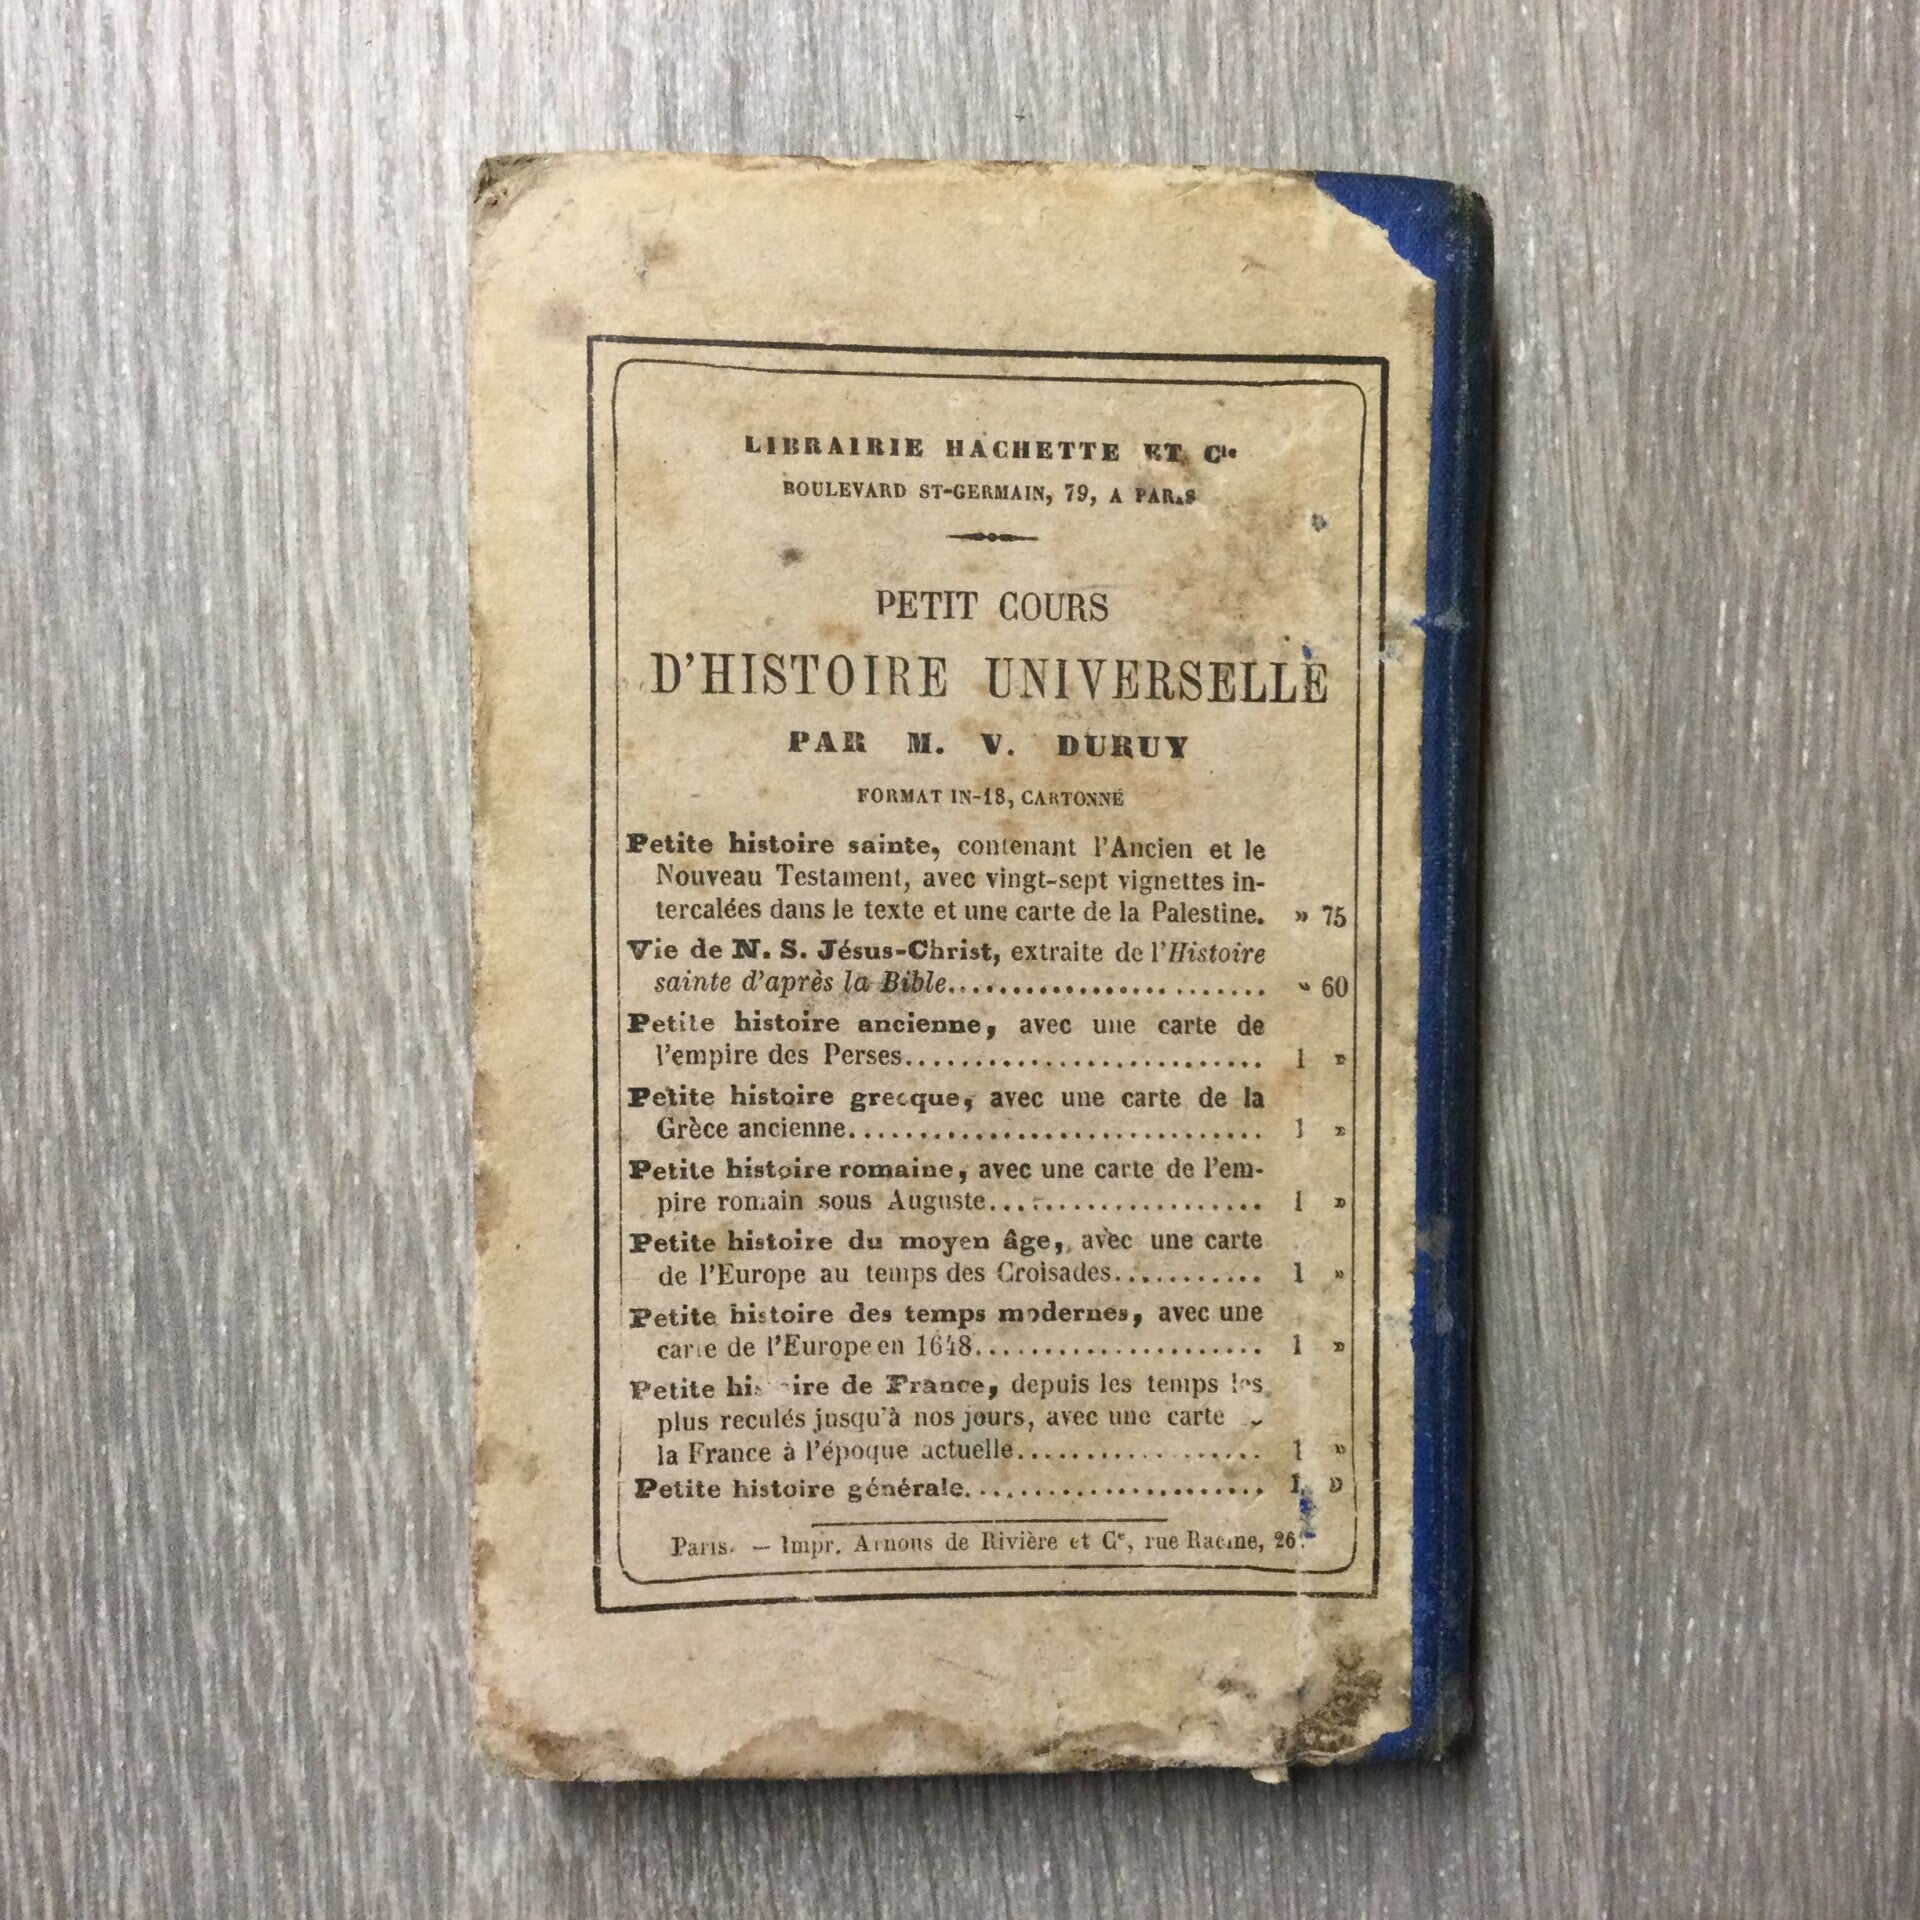 LIBRAIRIE HACHETTE ET Cie
BOULEVARD ST-GERMAIN, 79, A PARIS
PETIT COURS
D'HISTOIRE UNIVERSELLE
PAR M. V. DURUY
FORMAT IN-18, CARTONNÉ
Petite histoire sainte, contenant l'Ancien et le
Nouveau Testament, avec vingt-sept vignettes in-
tercalées dans le texte et une carte de la Palestine. » 75
Vie de N. S. Jésus-Christ, extraite de l'Histoire
sainte d'après la Bible........................ » 60
Petite histoire ancienne, avec une carte de
l'empire des Perses.......................... 1 »
Petite histoire grecque, avec une carte de la
Grèce ancienne.............................. 1 »
Petite histoire romaine, avec une carte de l'em-
pire romain sous Auguste.................... 1 »
Petite histoire du moyen âge, avec une carte
de l'Europe au temps des Croisades........... 1 »
Petite histoire des temps modernes, avec une
carte de l'Europe en 1648..................... 1 »
Petite histoire de France, depuis les temps les
plus reculés jusqu'à nos jours, avec une carte
la France à l'époque actuelle.................. 1 »
Petite histoire générale...................... 1 »
Paris. — Impr. Arnous de Rivière et Ce, rue Racine, 26.